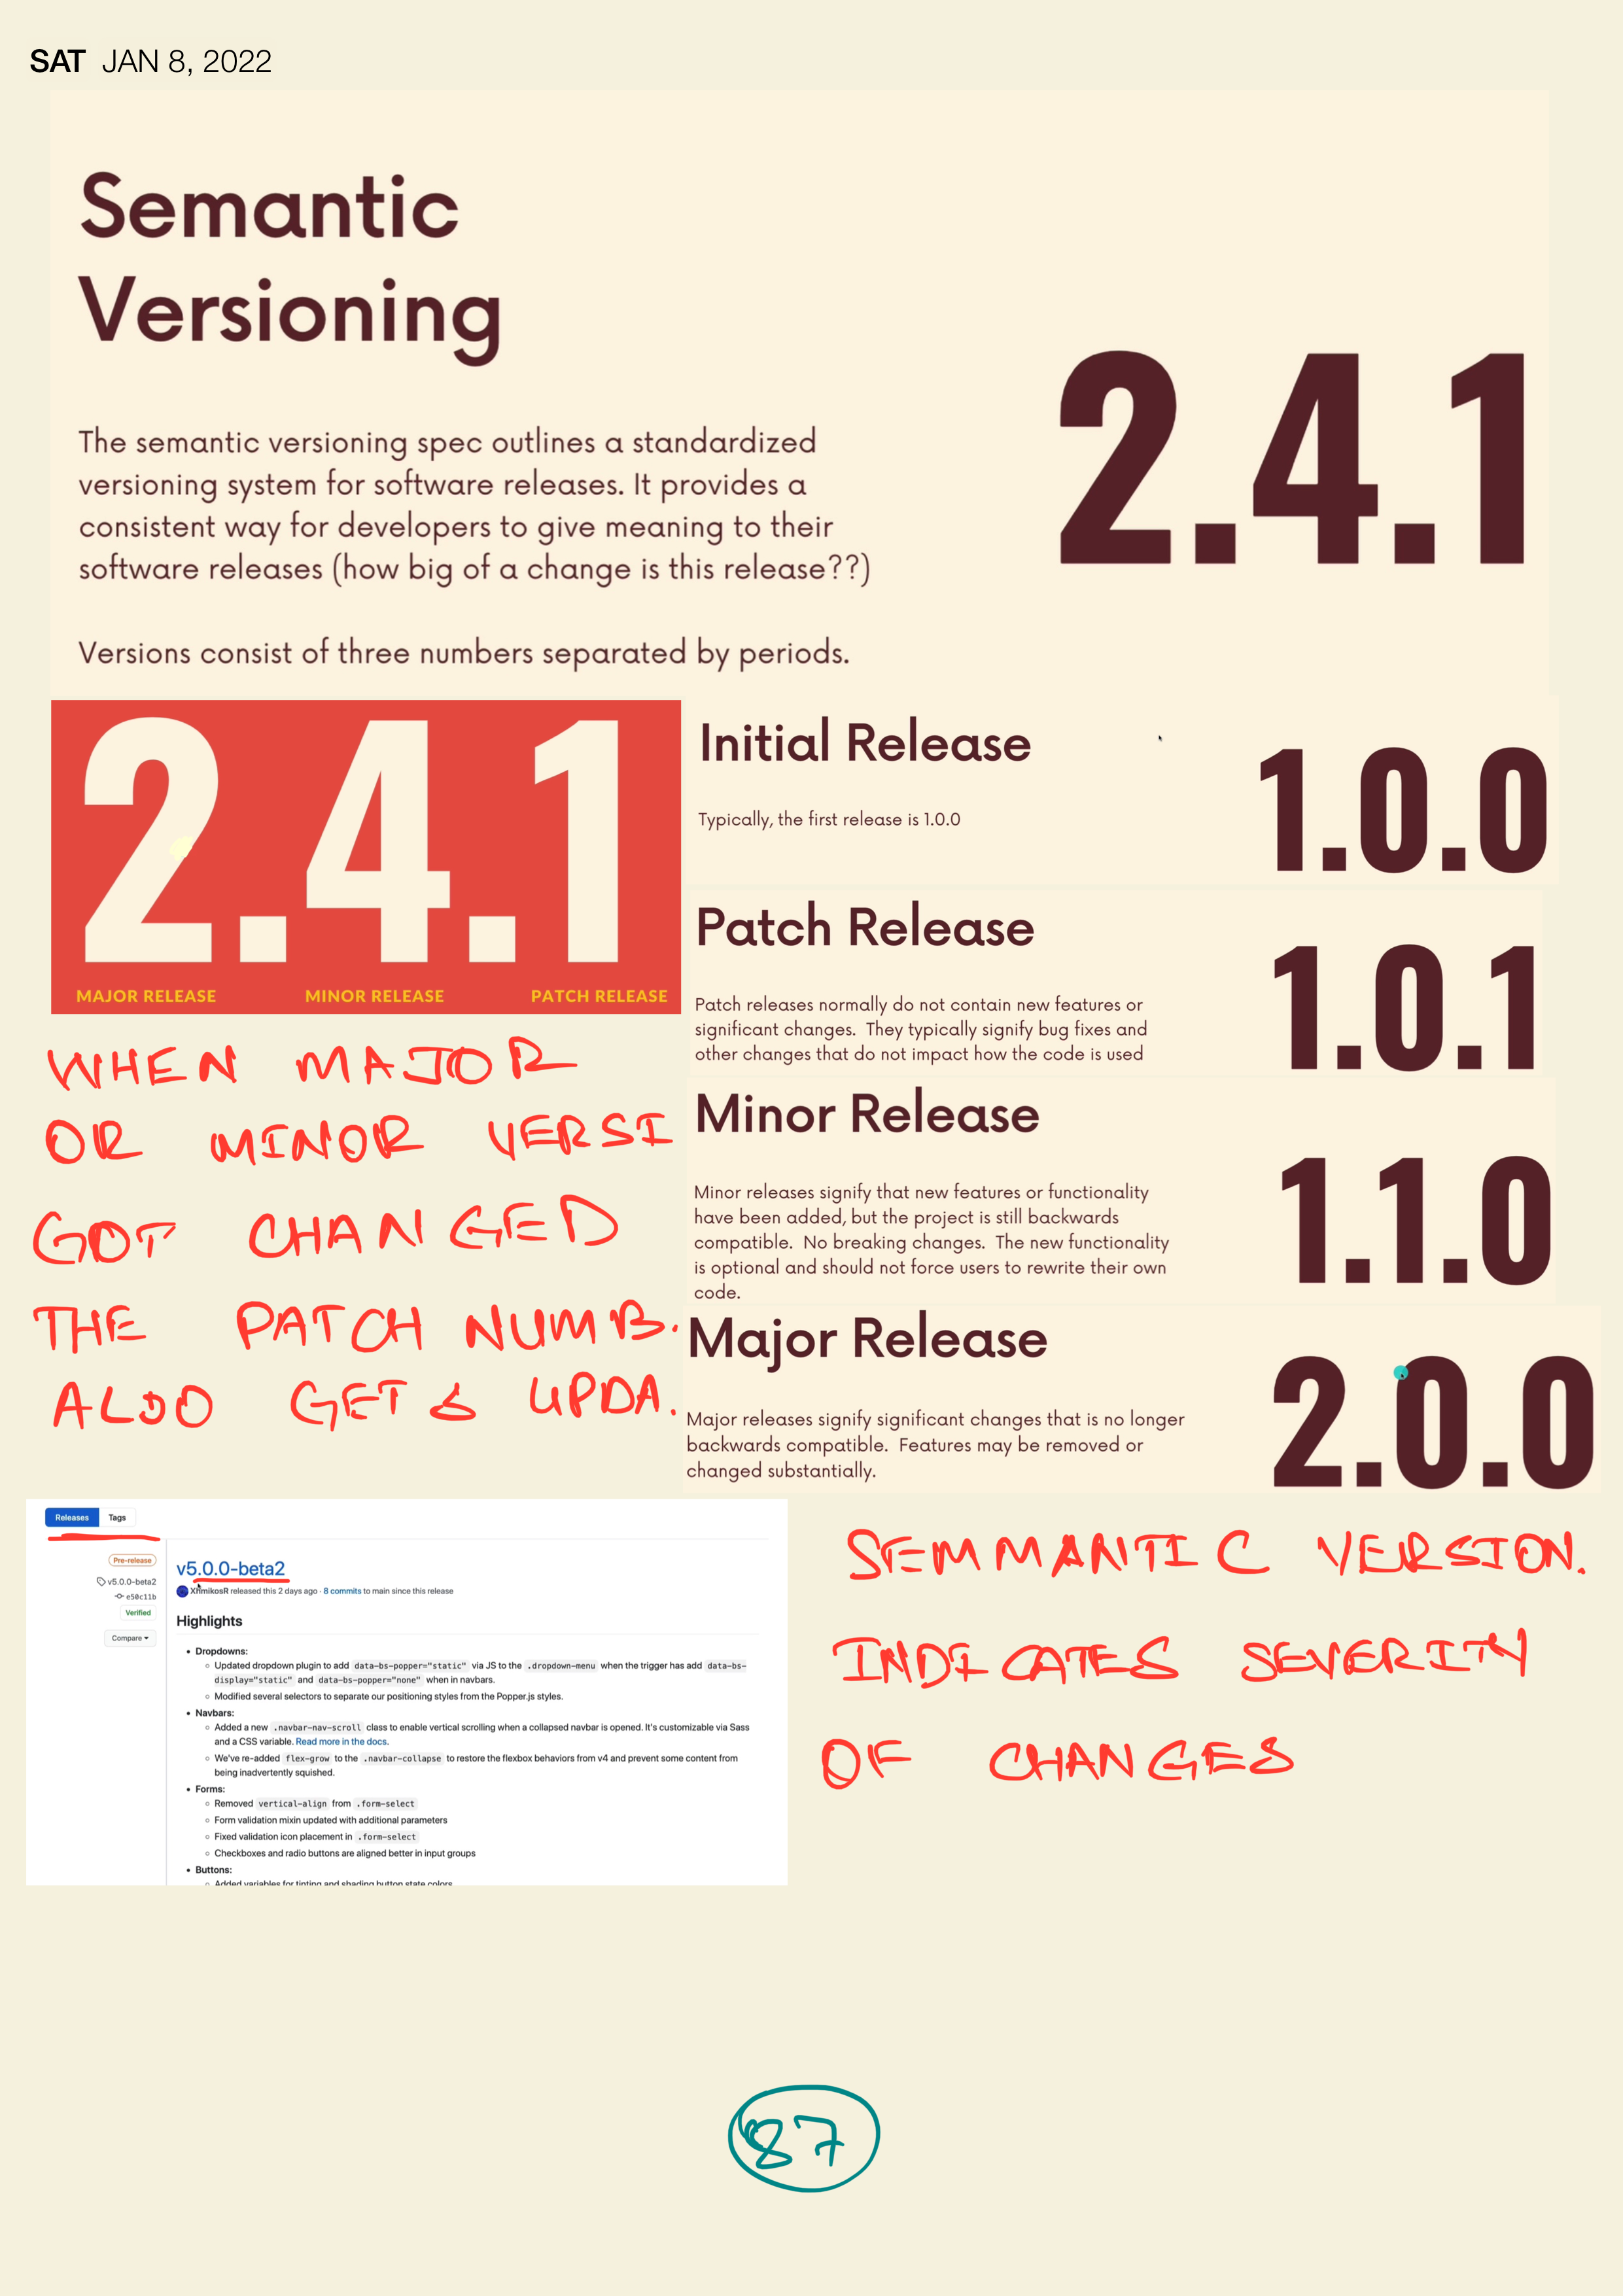 SAT JAN 8, 2022
Semantic
Versioning
The semantic versioning spec outlines a standardized
versioning system for software releases. It provides a
consistent way for developers to give meaning to their
software releases (how big of a change is this release??)
Versions consist of three numbers separated by periods.
2.4.1
2.4.1
MAJOR RELEASE MINOR RELEASE PATCH RELEASE
WHEN MAJOR
OR MINOR VERSI
GOT CHANGED
THE PATCH NUMB.
ALSO GETS UPDA.
Initial Release
Typically, the first release is 1.0.0
1.0.0
Patch Release
Patch releases normally do not contain new features or
significant changes. They typically signify bug fixes and
other changes that do not impact how the code is used
1.0.1
Minor Release
Minor releases signify that new features or functionality
have been added, but the project is still backwards
compatible. No breaking changes. The new functionality
is optional and should not force users to rewrite their own
code.
1.1.0
Major Release
Major releases signify significant changes that is no longer
backwards compatible. Features may be removed or
changed substantially.
2.0.0
Releases Tags
Pre-release
v5.0.0-beta2
e50c11b
Verified
Compare
v5.0.0-beta2
XhmikosR released this 2 days ago · 8 commits to main since this release
Highlights
• Dropdowns:
Updated dropdown plugin to add data-bs-popper="static" via JS to the .dropdown-menu when the trigger has add data-bs-
display="static" and data-bs-popper="none" when in navbars.
Modified several selectors to separate our positioning styles from the Popper.js styles.
• Navbars:
Added a new .navbar-nav-scroll class to enable vertical scrolling when a collapsed navbar is opened. It's customizable via Sass
and a CSS variable. Read more in the docs.
We've re-added flex-grow to the .navbar-collapse to restore the flexbox behaviors from v4 and prevent some content from
being inadvertently squished.
• Forms:
Removed vertical-align from .form-select
Form validation mixin updated with additional parameters
Fixed validation icon placement in .form-select
Checkboxes and radio buttons are aligned better in input groups
• Buttons:
Added variables for tinting and shading button state colors
SEMMANTIC VERSION.
INDICATES SEVERITY
OF CHANGES
87